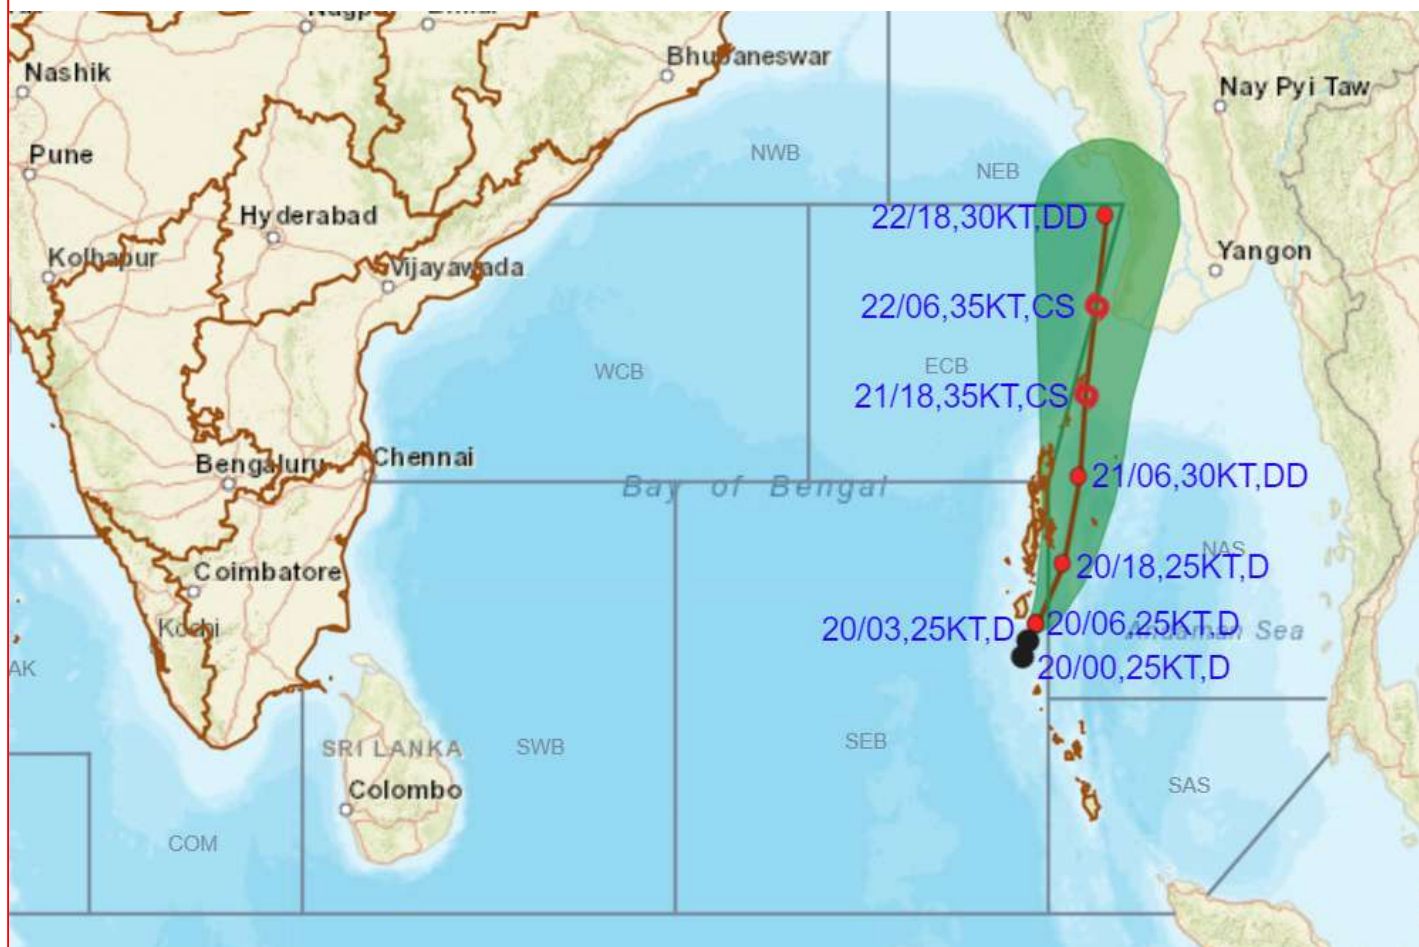 Nashik
Bhubaneswar
Nay Pyi Taw
Pune
NWB
NEB
Hyderabad
22/18,30KT,DD
Kolhapur
Vijayawada
Yangon
22/06,35KT,CS
WCB
ECB
21/18,35KT,CS
Bengaluru
Chennai
Bay of Bengal
21/06,30KT,DD
NAS
Coimbatore
20/18,25KT,D
Kochi
20/03,25KT,D
20/06,25KT,D
Andaman Sea
AK
20/00,25KT,D
SRI LANKA
SWB
SEB
Colombo
SAS
COM